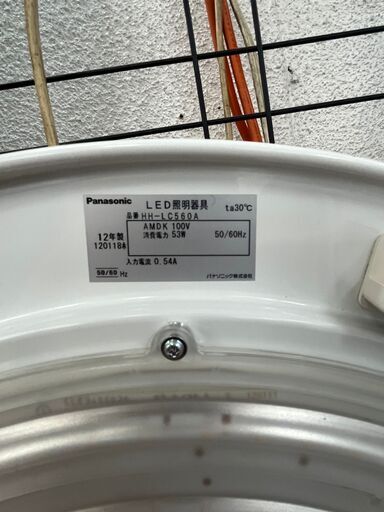 Panasonic LED照明器具 ta30℃
品番 HH-LC560A
12年製
120118A
AMDK 100V
消費電力 53W 50/60Hz
入力電流 0.54A
50/60 Hz
パナソニック株式会社